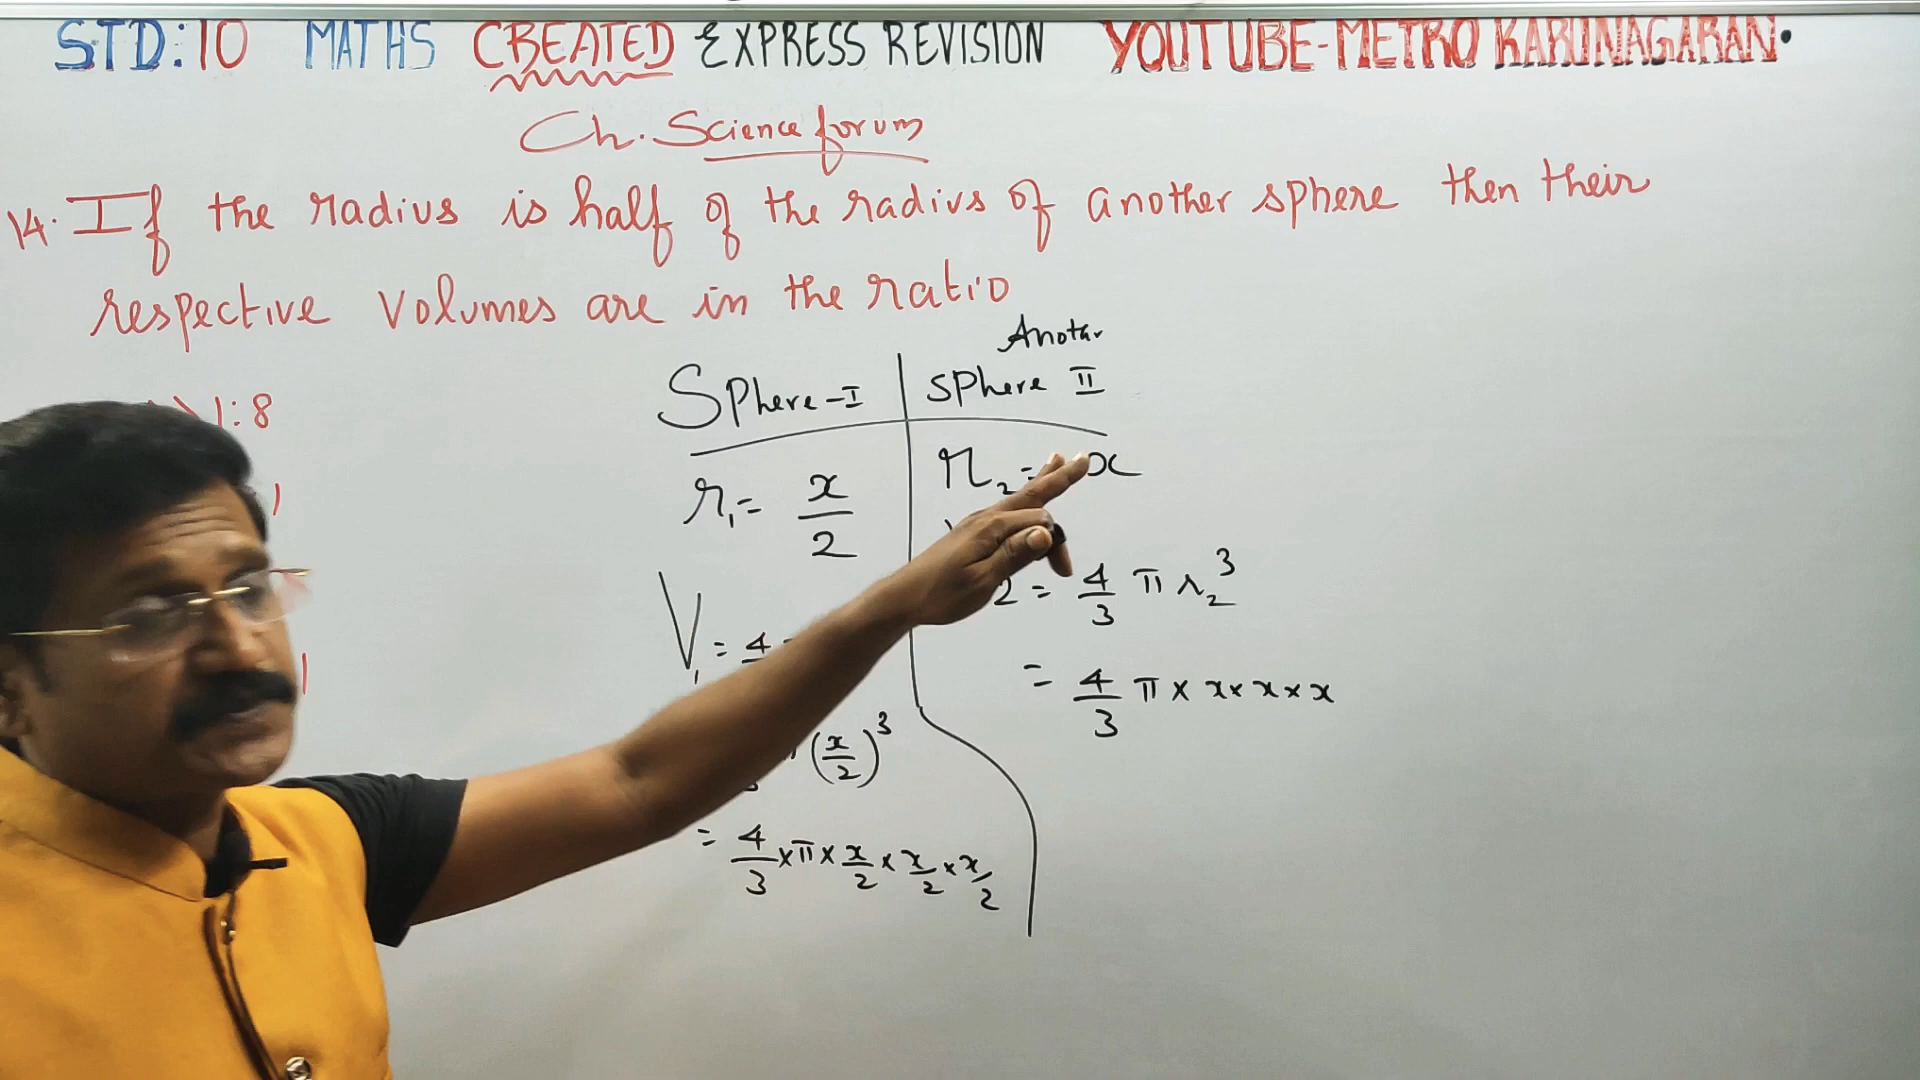 STD:10 MATHS CREATED EXPRESS REVISION YOUTUBE-METRO KARUNAGARAN.
Ch. Science forum
14. If the radius is half of the radius of another sphere then their
respective volumes are in the ratio
1:8
Sphere-I
Anothr
sphere II
r₁= x/2
r₂= x
V₁ = 4
2 = 4/3 π r₂³
= 4/3 π × x × x × x
(x/2)³
= 4/3 × π × x/2 × x/2 × x/2